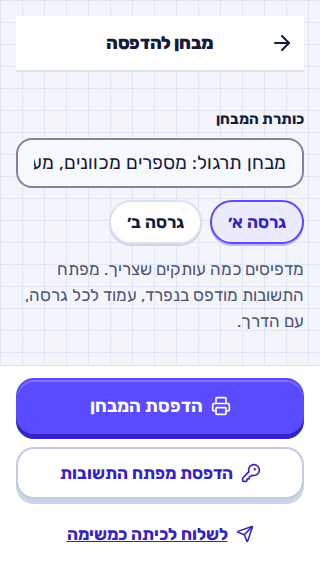 מבחן להדפסה
כותרת המבחן
מבחן תרגול: מספרים מכוונים, מע
גרסה א׳
גרסה ב׳
מדפיסים כמה עותקים שצריך. מפתח
התשובות מודפס בנפרד, עמוד לכל גרסה,
עם הדרך.
הדפסת המבחן
הדפסת מפתח התשובות
לשלוח לכיתה כמשימה